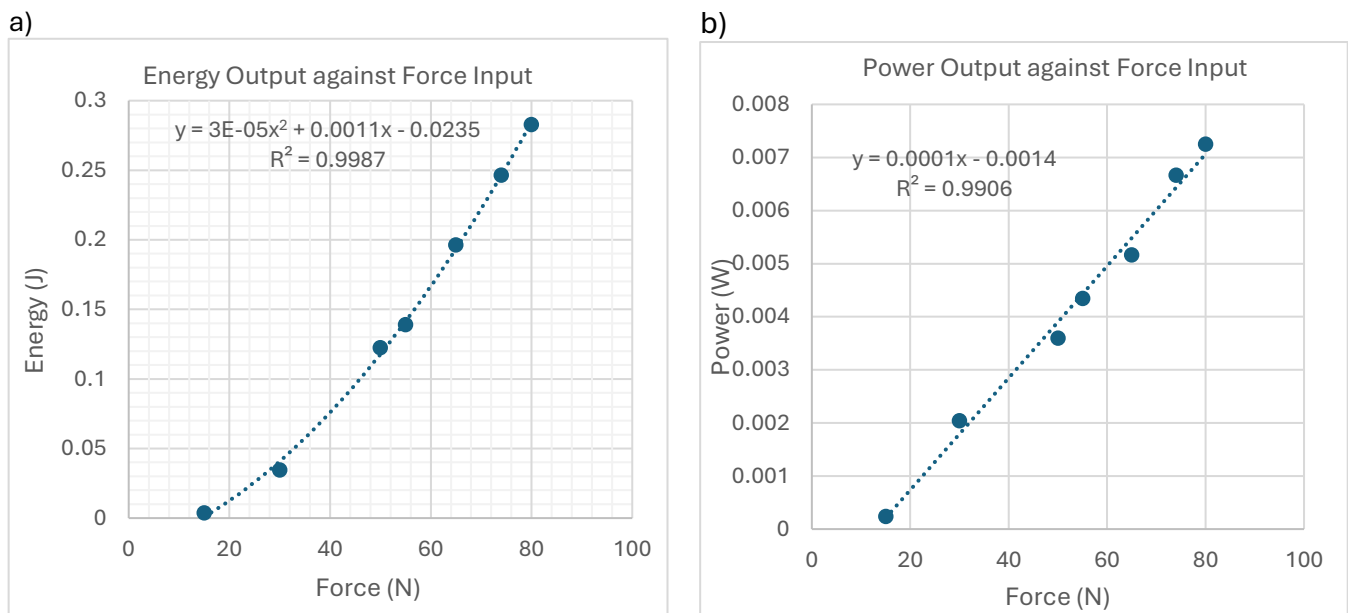 a)
Energy Output against Force Input
y = 3E-05x² + 0.0011x - 0.0235
R² = 0.9987
0.3
0.25
0.2
0.15
0.1
0.05
0
Energy (J)
0 20 40 60 80 100
Force (N)
b)
Power Output against Force Input
y = 0.0001x - 0.0014
R² = 0.9906
0.008
0.007
0.006
0.005
0.004
0.003
0.002
0.001
0
Power (W)
0 20 40 60 80 100
Force (N)